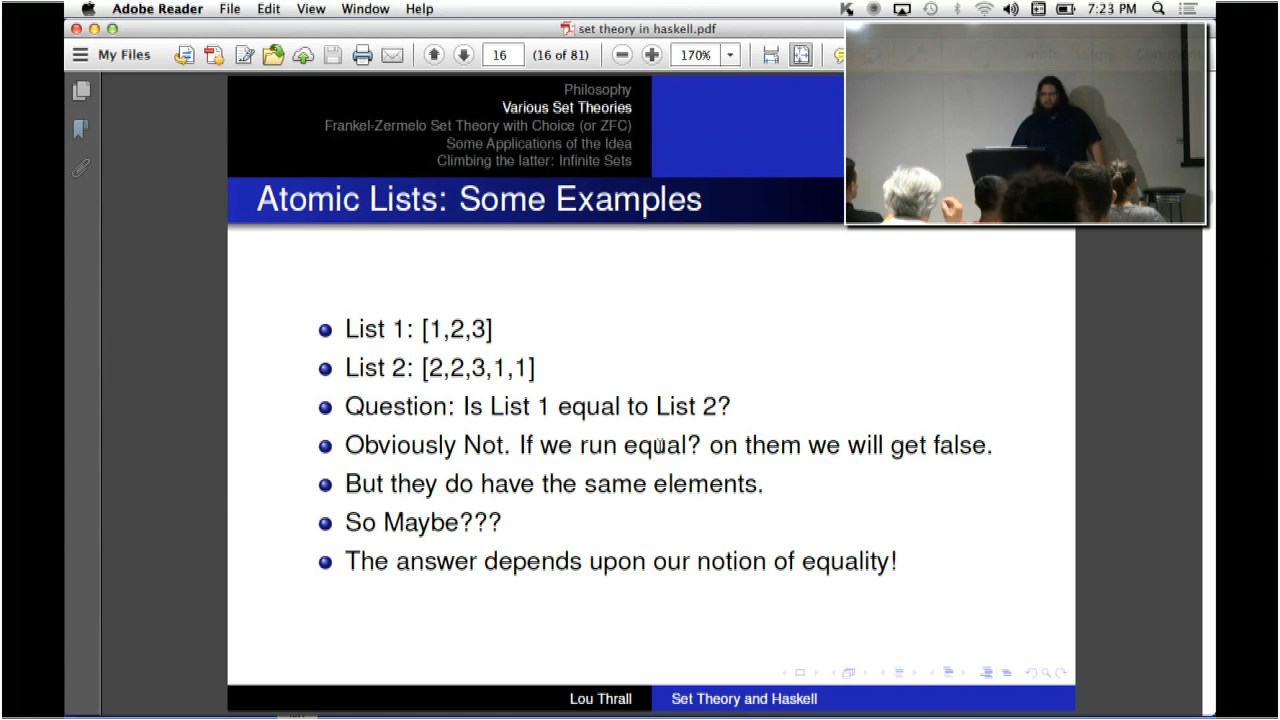 Adobe Reader File Edit View Window Help 7:23 PM
set theory in haskell.pdf
My Files 16 (16 of 81) 170%
Philosophy
Various Set Theories
Frankel-Zermelo Set Theory with Choice (or ZFC)
Some Applications of the Idea
Climbing the latter: Infinite Sets
Atomic Lists: Some Examples
List 1: [1,2,3]
List 2: [2,2,3,1,1]
Question: Is List 1 equal to List 2?
Obviously Not. If we run equal? on them we will get false.
But they do have the same elements.
So Maybe???
The answer depends upon our notion of equality!
Lou Thrall Set Theory and Haskell